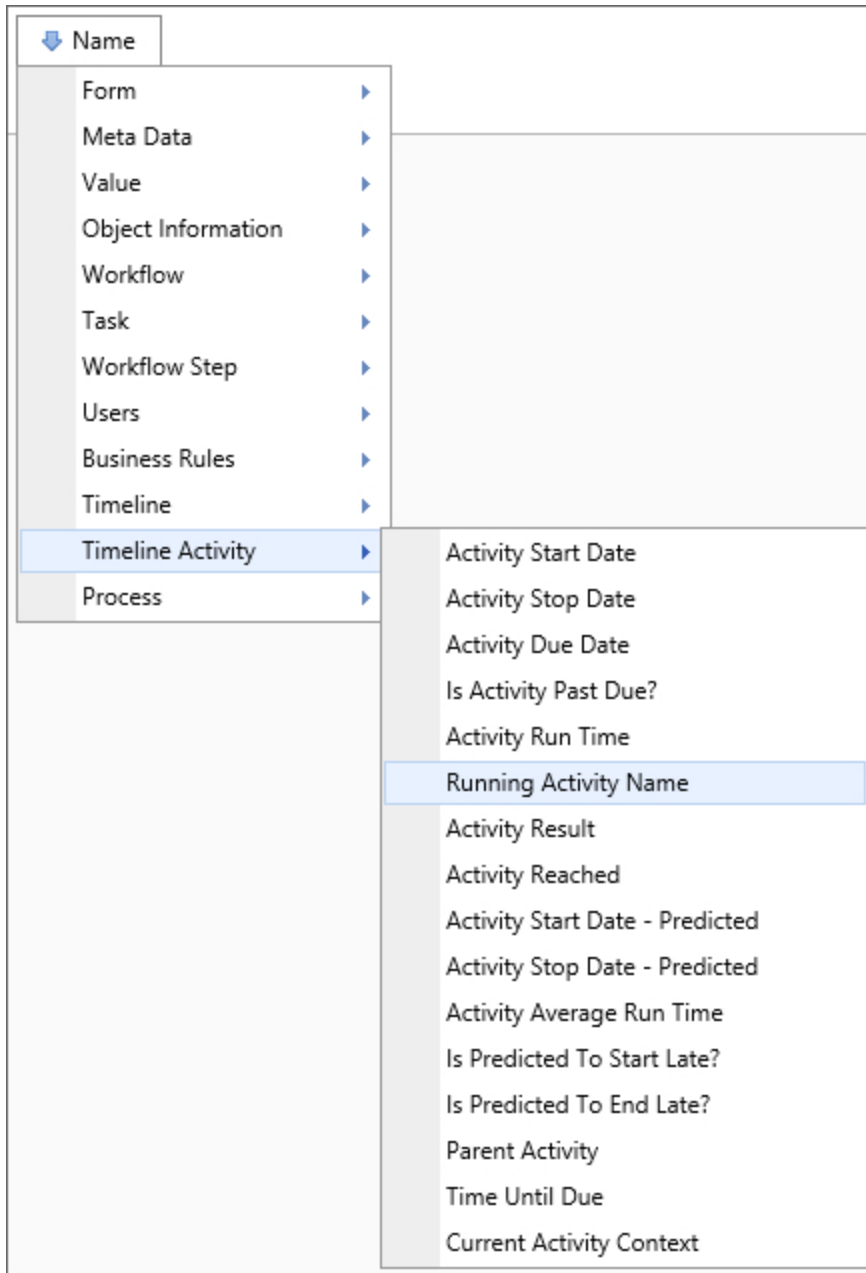 Name
Form
Meta Data
Value
Object Information
Workflow
Task
Workflow Step
Users
Business Rules
Timeline
Timeline Activity
Process
Activity Start Date
Activity Stop Date
Activity Due Date
Is Activity Past Due?
Activity Run Time
Running Activity Name
Activity Result
Activity Reached
Activity Start Date - Predicted
Activity Stop Date - Predicted
Activity Average Run Time
Is Predicted To Start Late?
Is Predicted To End Late?
Parent Activity
Time Until Due
Current Activity Context